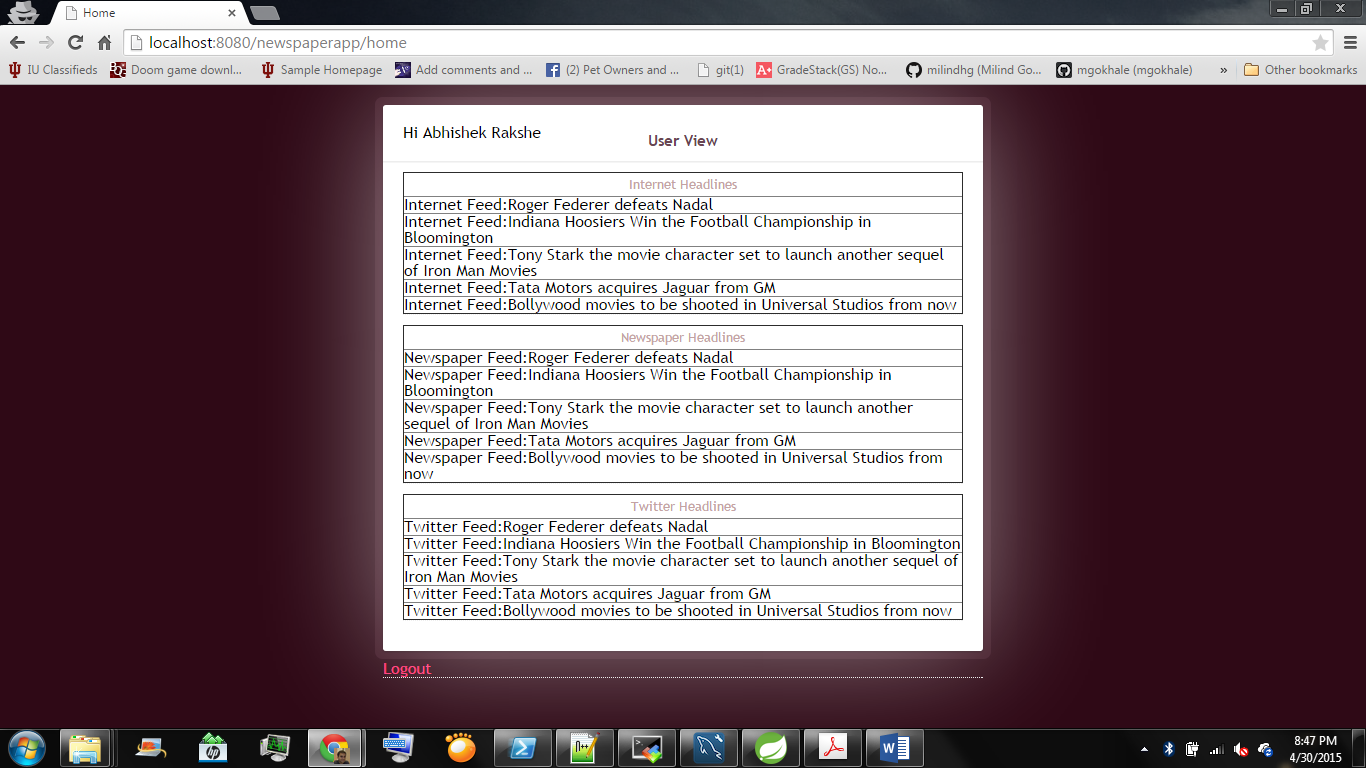 Home
localhost:8080/newspaperapp/home
IU Classifieds
Doom game downl...
Sample Homepage
Add comments and ...
(2) Pet Owners and ...
git(1)
GradeStack(GS) No...
milindhg (Milind Go...
mgokhale (mgokhale)
»
Other bookmarks
Hi Abhishek Rakshe
User View
Internet Headlines
Internet Feed:Roger Federer defeats Nadal
Internet Feed:Indiana Hoosiers Win the Football Championship in
Bloomington
Internet Feed:Tony Stark the movie character set to launch another sequel
of Iron Man Movies
Internet Feed:Tata Motors acquires Jaguar from GM
Internet Feed:Bollywood movies to be shooted in Universal Studios from now
Newspaper Headlines
Newspaper Feed:Roger Federer defeats Nadal
Newspaper Feed:Indiana Hoosiers Win the Football Championship in
Bloomington
Newspaper Feed:Tony Stark the movie character set to launch another
sequel of Iron Man Movies
Newspaper Feed:Tata Motors acquires Jaguar from GM
Newspaper Feed:Bollywood movies to be shooted in Universal Studios from
now
Twitter Headlines
Twitter Feed:Roger Federer defeats Nadal
Twitter Feed:Indiana Hoosiers Win the Football Championship in Bloomington
Twitter Feed:Tony Stark the movie character set to launch another sequel of
Iron Man Movies
Twitter Feed:Tata Motors acquires Jaguar from GM
Twitter Feed:Bollywood movies to be shooted in Universal Studios from now
Logout
8:47 PM
4/30/2015